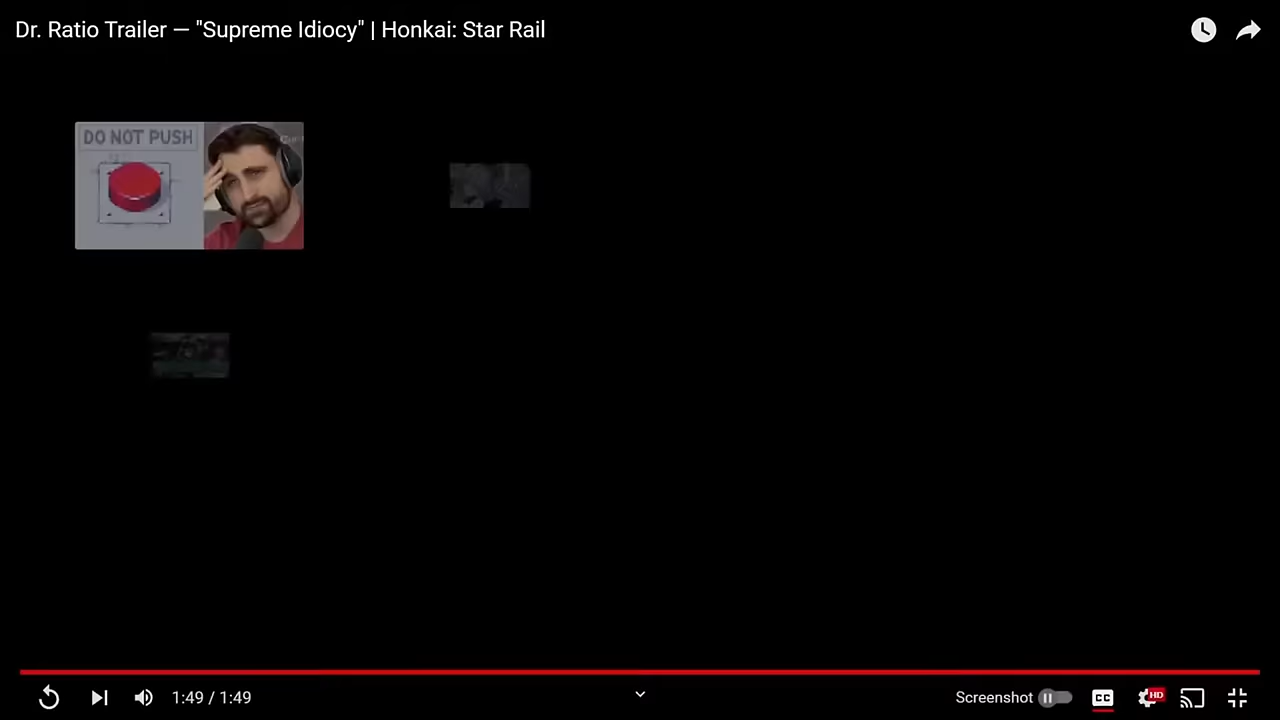 Dr. Ratio Trailer — "Supreme Idiocy" | Honkai: Star Rail
DO NOT PUSH
1:49 / 1:49
Screenshot
CC
HD